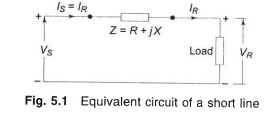 I_S = I_R
I_R
+
+
Z = R + jX
V_S
Load
V_R
–
–
Fig. 5.1 Equivalent circuit of a short line